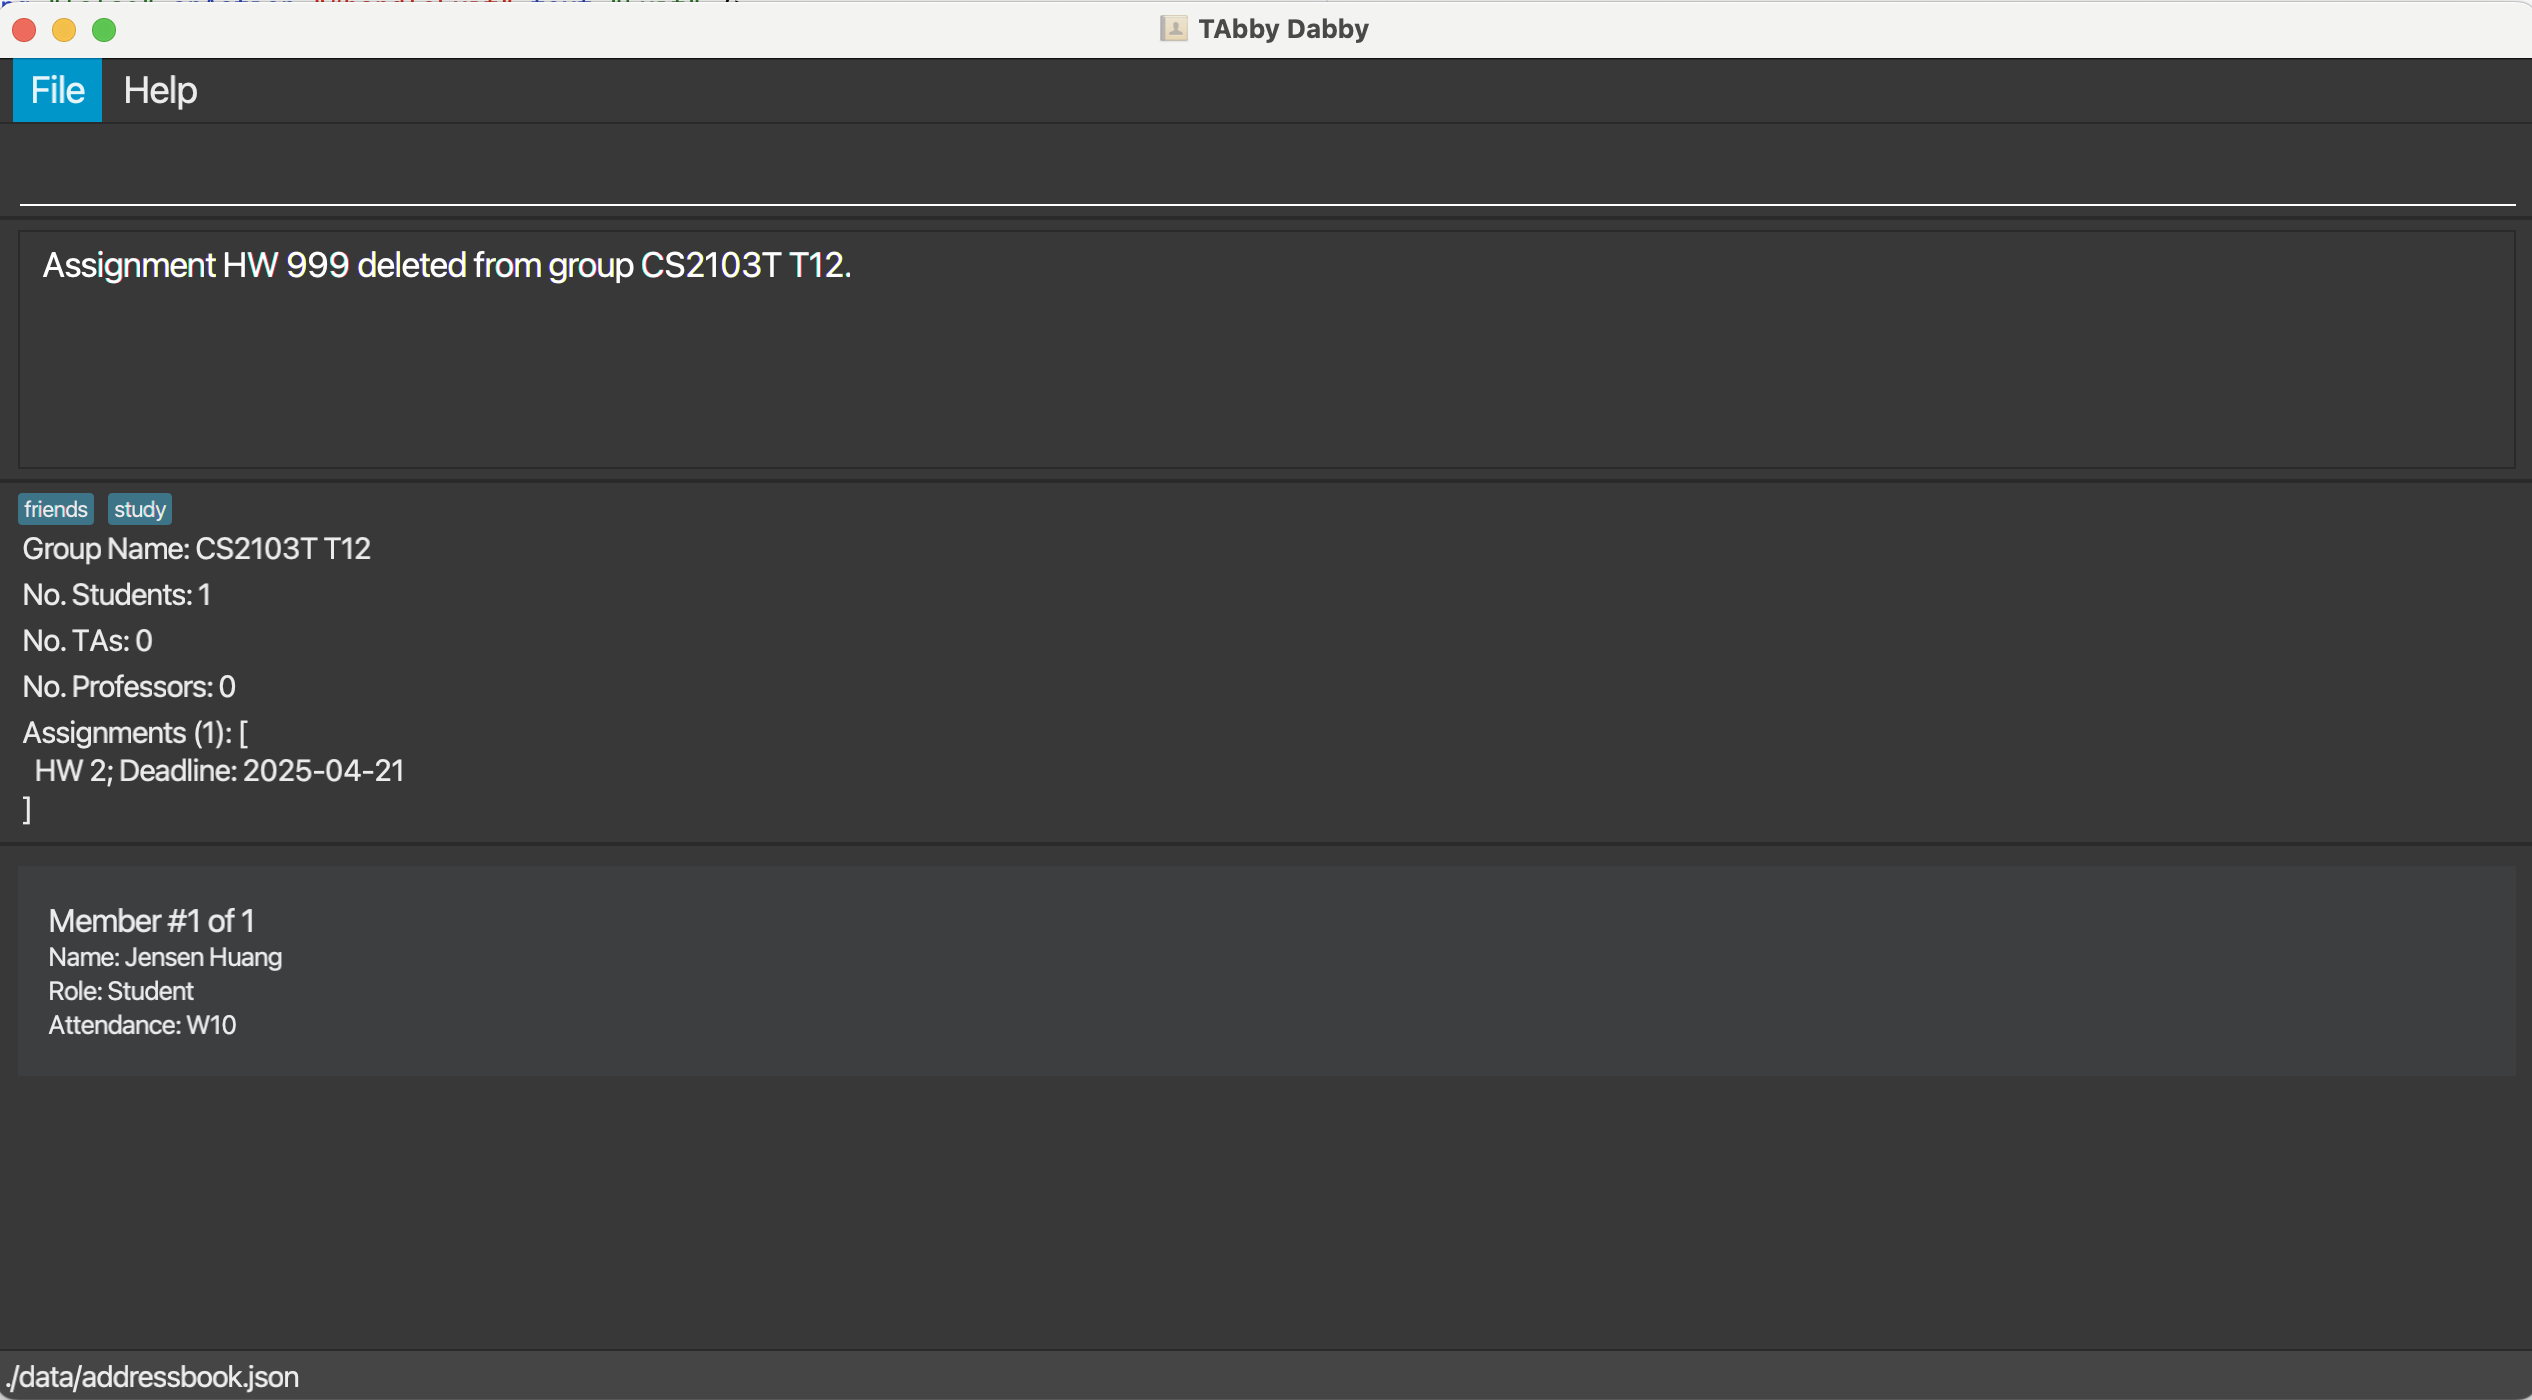 TAbby Dabby
File Help
Assignment HW 999 deleted from group CS2103T T12.
friends study
Group Name: CS2103T T12
No. Students: 1
No. TAs: 0
No. Professors: 0
Assignments (1): [
HW 2; Deadline: 2025-04-21
]
Member #1 of 1
Name: Jensen Huang
Role: Student
Attendance: W10
./data/addressbook.json